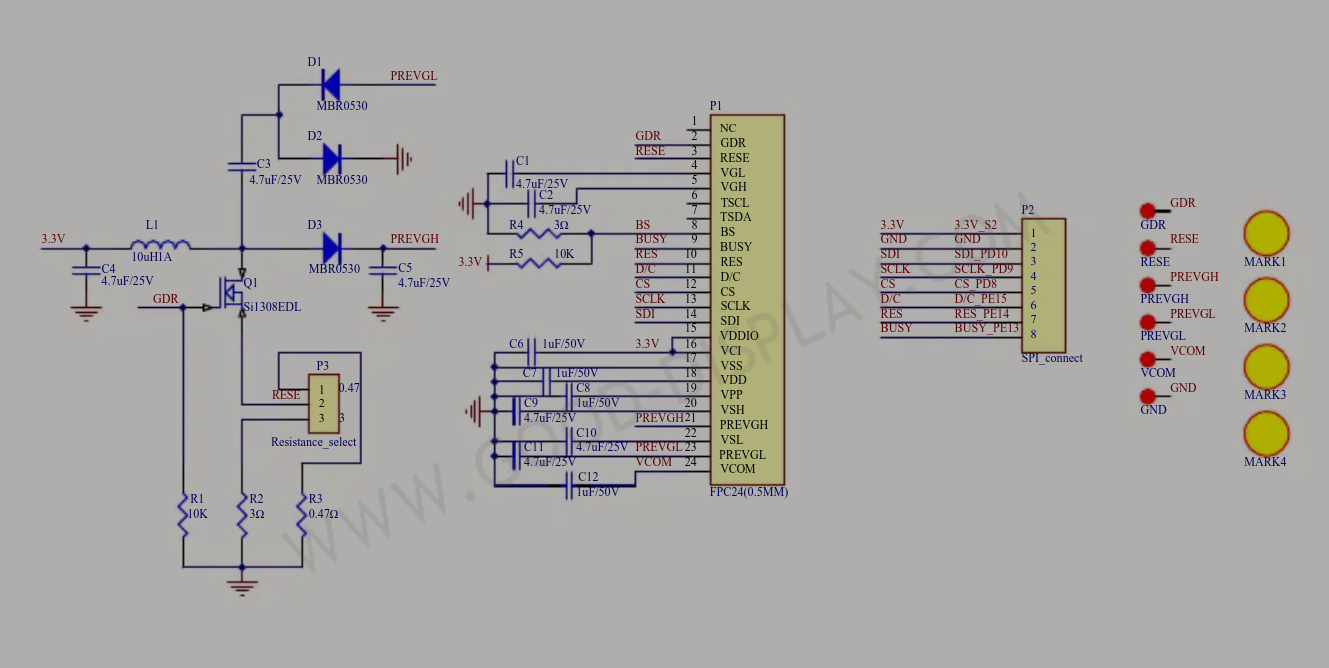 D1
PREVGL
MBR0530
D2
MBR0530
C3
4.7uF/25V
L1
3.3V
10uH1A
D3
PREVGH
MBR0530
C4
4.7uF/25V
C5
4.7uF/25V
Q1
Si1308EDL
GDR
P3
1 0.47
RESE
2
3 3
Resistance_select
R1
10K
R2
3Ω
R3
0.47Ω
P1
1 NC
GDR 2 GDR
RESE 3 RESE
4 VGL
5 VGH
6 TSCL
7 TSDA
BS 8 BS
BUSY 9 BUSY
RES 10 RES
D/C 11 D/C
CS 12 CS
SCLK 13 SCLK
SDI 14 SDI
15 VDDIO
3.3V 16 VCI
17 VSS
18 VDD
19 VPP
20 VSH
PREVGH 21 PREVGH
22 VSL
PREVGL 23 PREVGL
VCOM 24 VCOM
FPC24(0.5MM)
C1
4.7uF/25V
C2
4.7uF/25V
R4 3Ω
3.3V R5 10K
C6 1uF/50V
C7 1uF/50V
C8
1uF/50V
C9
4.7uF/25V
C10
4.7uF/25V
C11
4.7uF/25V
C12
1uF/50V
P2
3.3V 3.3V_S2 1
GND GND 2
SDI SDI_PD10 3
SCLK SCLK_PD9 4
CS CS_PD8 5
D/C D/C_PE15 6
RES RES_PE14 7
BUSY BUSY_PE13 8
SPI_connect
GDR
GDR
RESE
RESE
PREVGH
PREVGH
PREVGL
PREVGL
VCOM
VCOM
GND
GND
MARK1
MARK2
MARK3
MARK4
WWW.GOOD-DISPLAY.COM